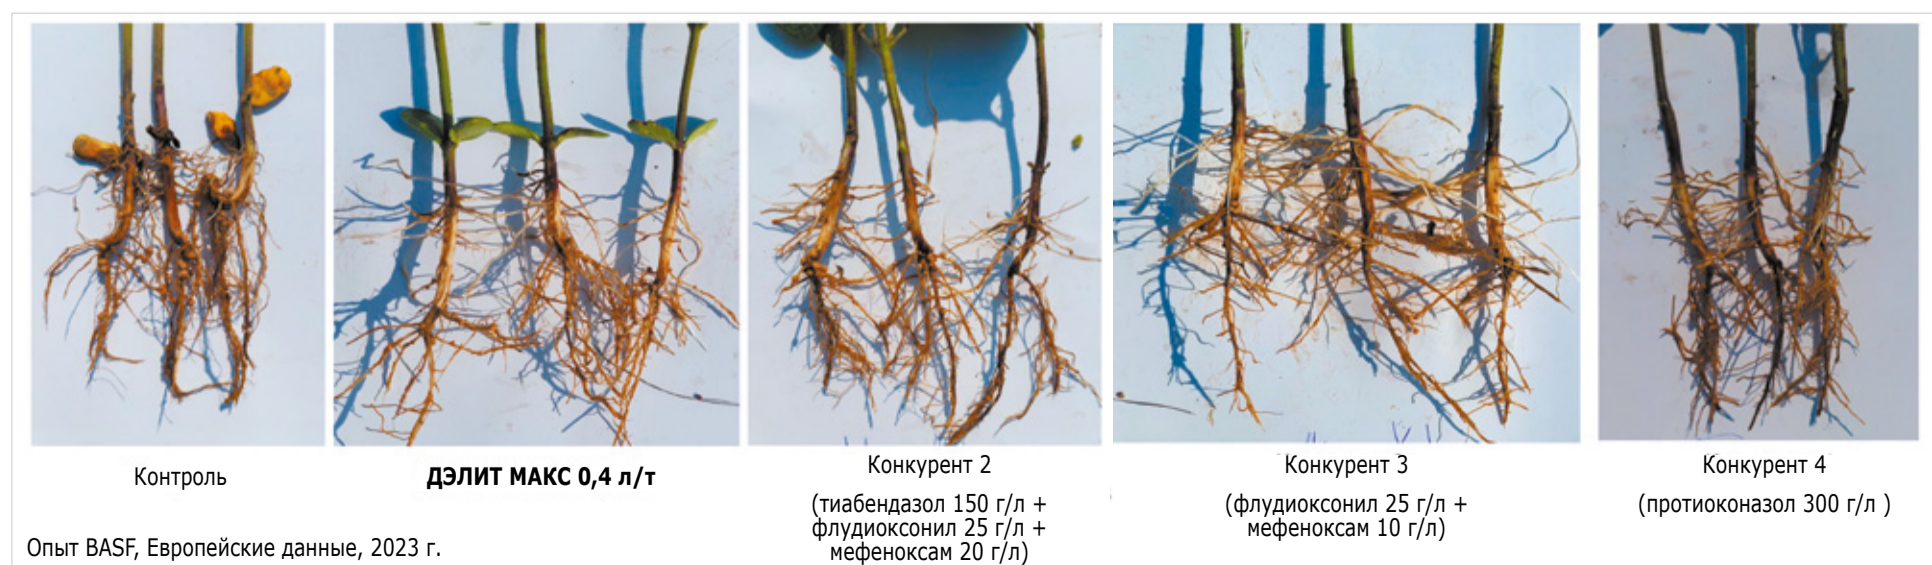 Контроль
ДЭЛИТ МАКС 0,4 л/т
Конкурент 2
(тиабендазол 150 г/л +
флудиоксонил 25 г/л +
мефеноксам 20 г/л)
Конкурент 3
(флудиоксонил 25 г/л +
мефеноксам 10 г/л)
Конкурент 4
(протиоконазол 300 г/л )
Опыт BASF, Европейские данные, 2023 г.